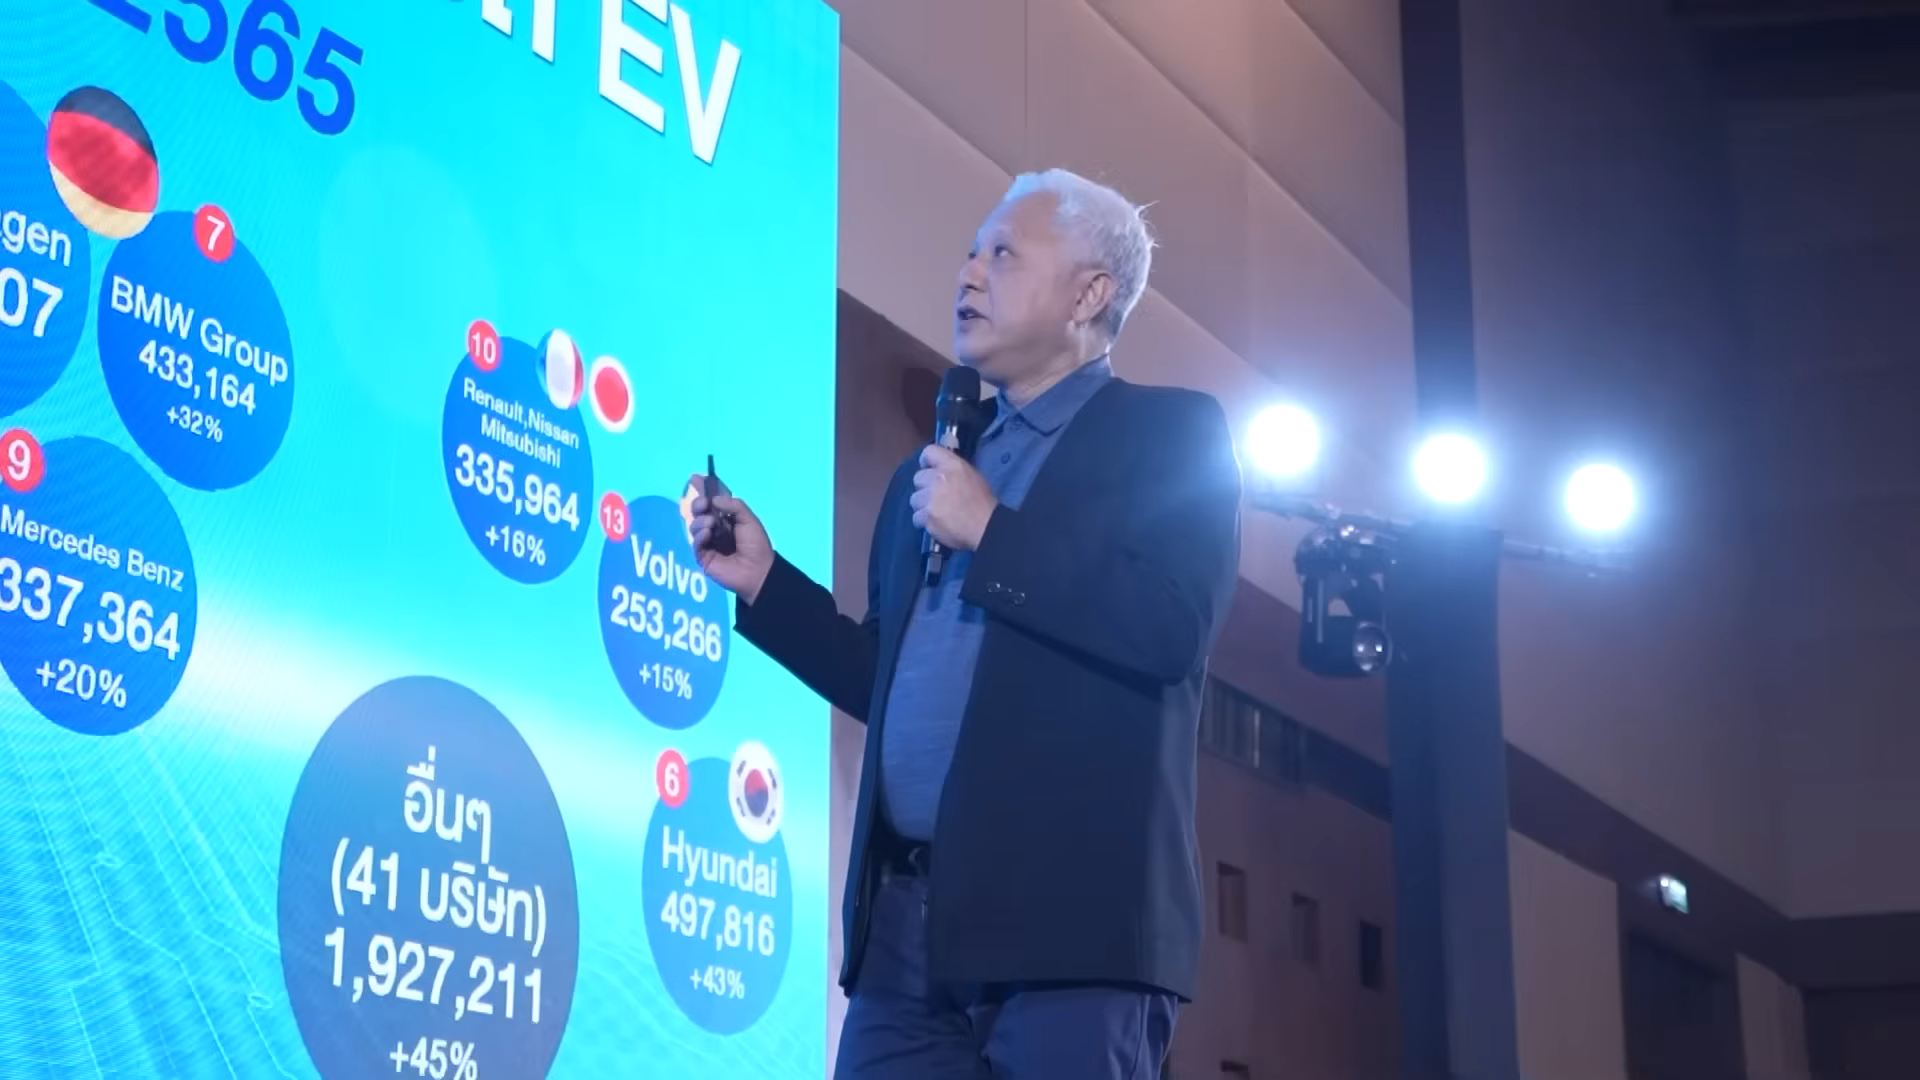 EV
2565
gen
07
7
BMW Group
433,164
+32%
9
Mercedes Benz
337,364
+20%
10
Renault,Nissan
Mitsubishi
335,964
+16%
13
Volvo
253,266
+15%
6
Hyundai
497,816
+43%
อื่นๆ
(41 บริษัท)
1,927,211
+45%